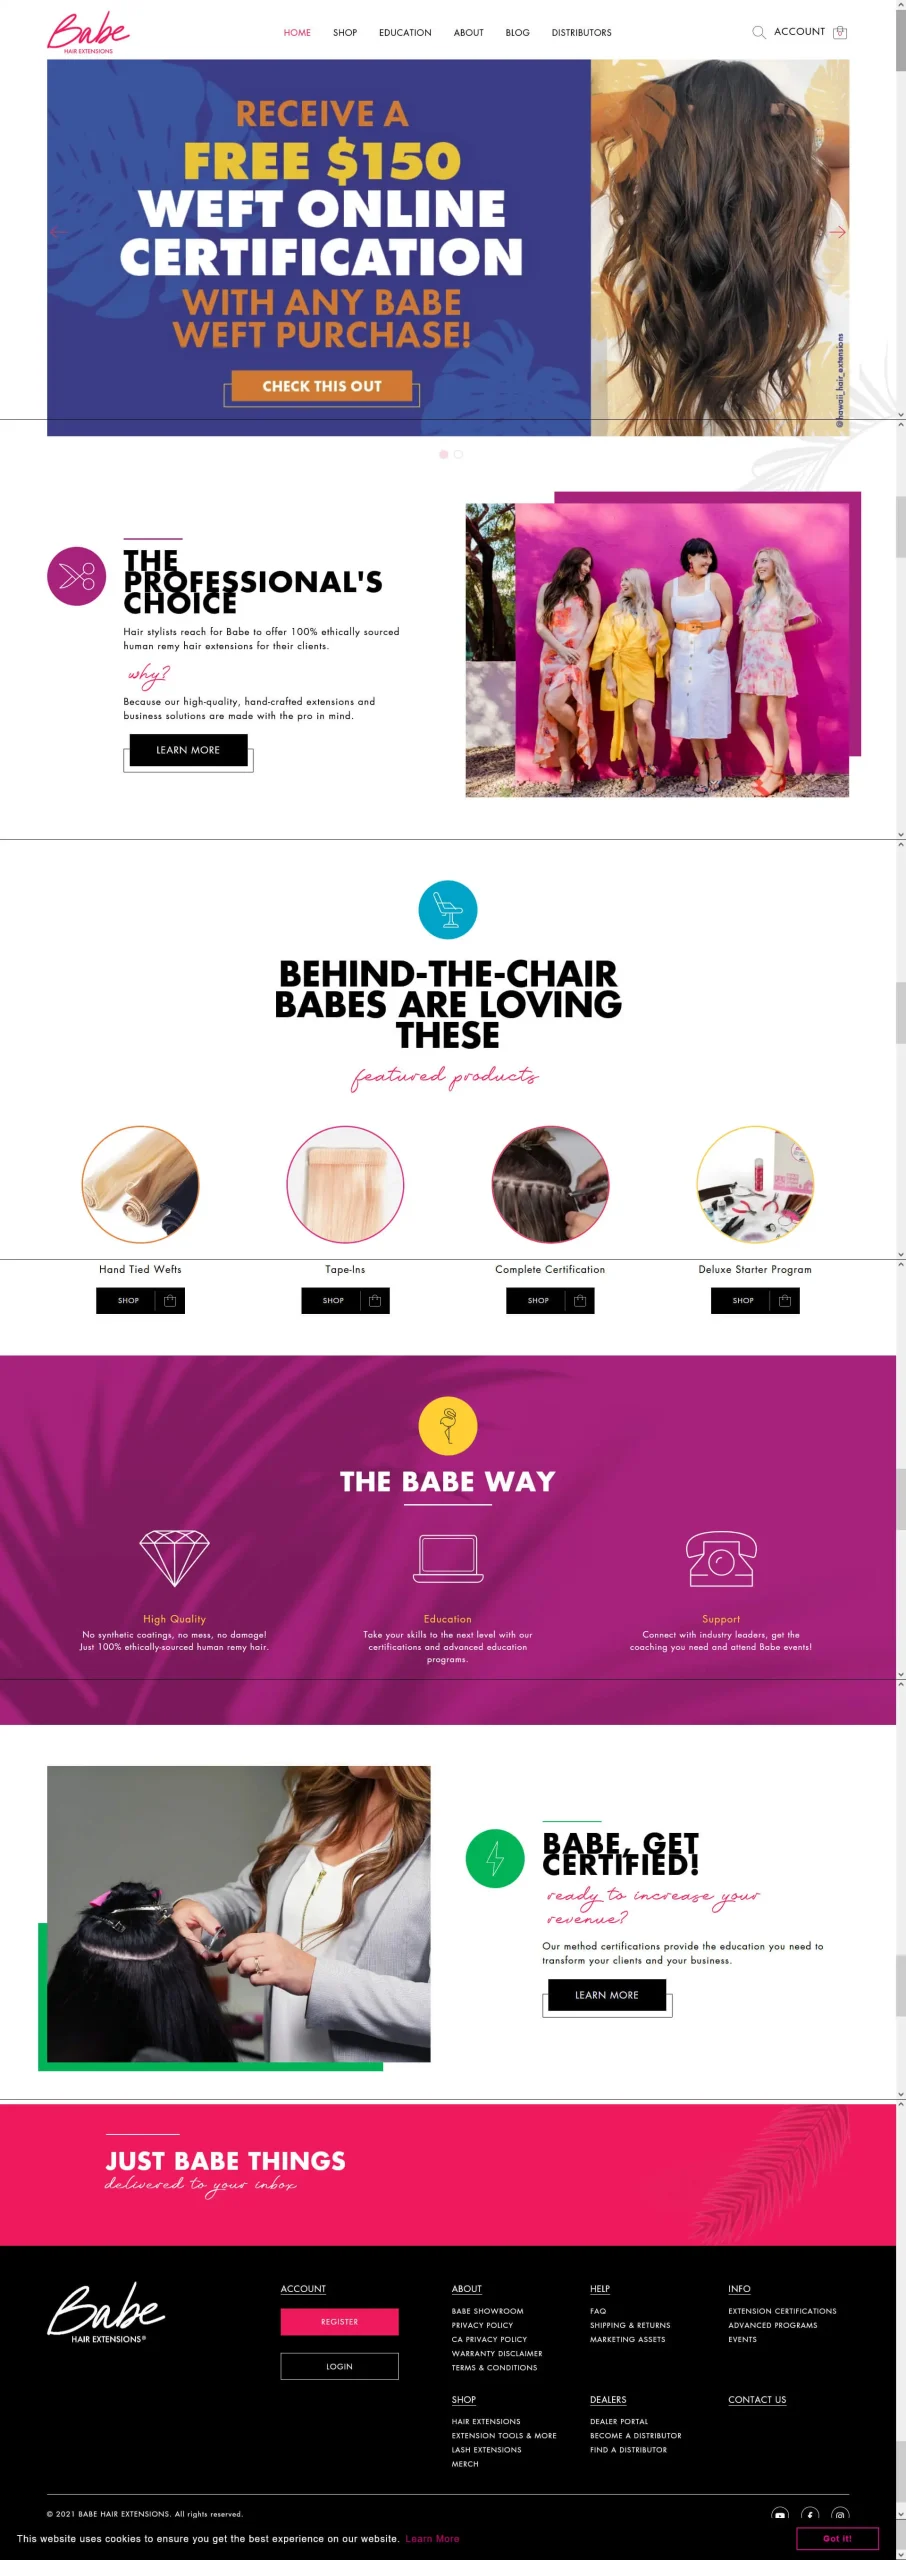 Babe
HAIR EXTENSIONS
HOME SHOP EDUCATION ABOUT BLOG DISTRIBUTORS
ACCOUNT
RECEIVE A
FREE $150
WEFT ONLINE
CERTIFICATION
WITH ANY BABE
WEFT PURCHASE!
CHECK THIS OUT
@hawaii_hair_extensions
THE
PROFESSIONAL'S
CHOICE
Hair stylists reach for Babe to offer 100% ethically sourced
human remy hair extensions for their clients.
why?
Because our high-quality, hand-crafted extensions and
business solutions are made with the pro in mind.
LEARN MORE
BEHIND-THE-CHAIR
BABES ARE LOVING
THESE
featured products
Hand Tied Wefts
Tape-Ins
Complete Certification
Deluxe Starter Program
SHOP
SHOP
SHOP
SHOP
THE BABE WAY
High Quality
No synthetic coatings, no mess, no damage!
Just 100% ethically-sourced human remy hair.
Education
Take your skills to the next level with our
certifications and advanced education
programs.
Support
Connect with industry leaders, get the
coaching you need and attend Babe events!
BABE, GET
CERTIFIED!
ready to increase your
revenue?
Our method certifications provide the education you need to
transform your clients and your business.
LEARN MORE
JUST BABE THINGS
delivered to your inbox
Babe
HAIR EXTENSIONS®
ACCOUNT
REGISTER
LOGIN
ABOUT
BABE SHOWROOM
PRIVACY POLICY
CA PRIVACY POLICY
WARRANTY DISCLAIMER
TERMS & CONDITIONS
HELP
FAQ
SHIPPING & RETURNS
MARKETING ASSETS
INFO
EXTENSION CERTIFICATIONS
ADVANCED PROGRAMS
EVENTS
SHOP
HAIR EXTENSIONS
EXTENSION TOOLS & MORE
LASH EXTENSIONS
MERCH
DEALERS
DEALER PORTAL
BECOME A DISTRIBUTOR
FIND A DISTRIBUTOR
CONTACT US
© 2021 BABE HAIR EXTENSIONS. All rights reserved.
This website uses cookies to ensure you get the best experience on our website. Learn More
Got it!